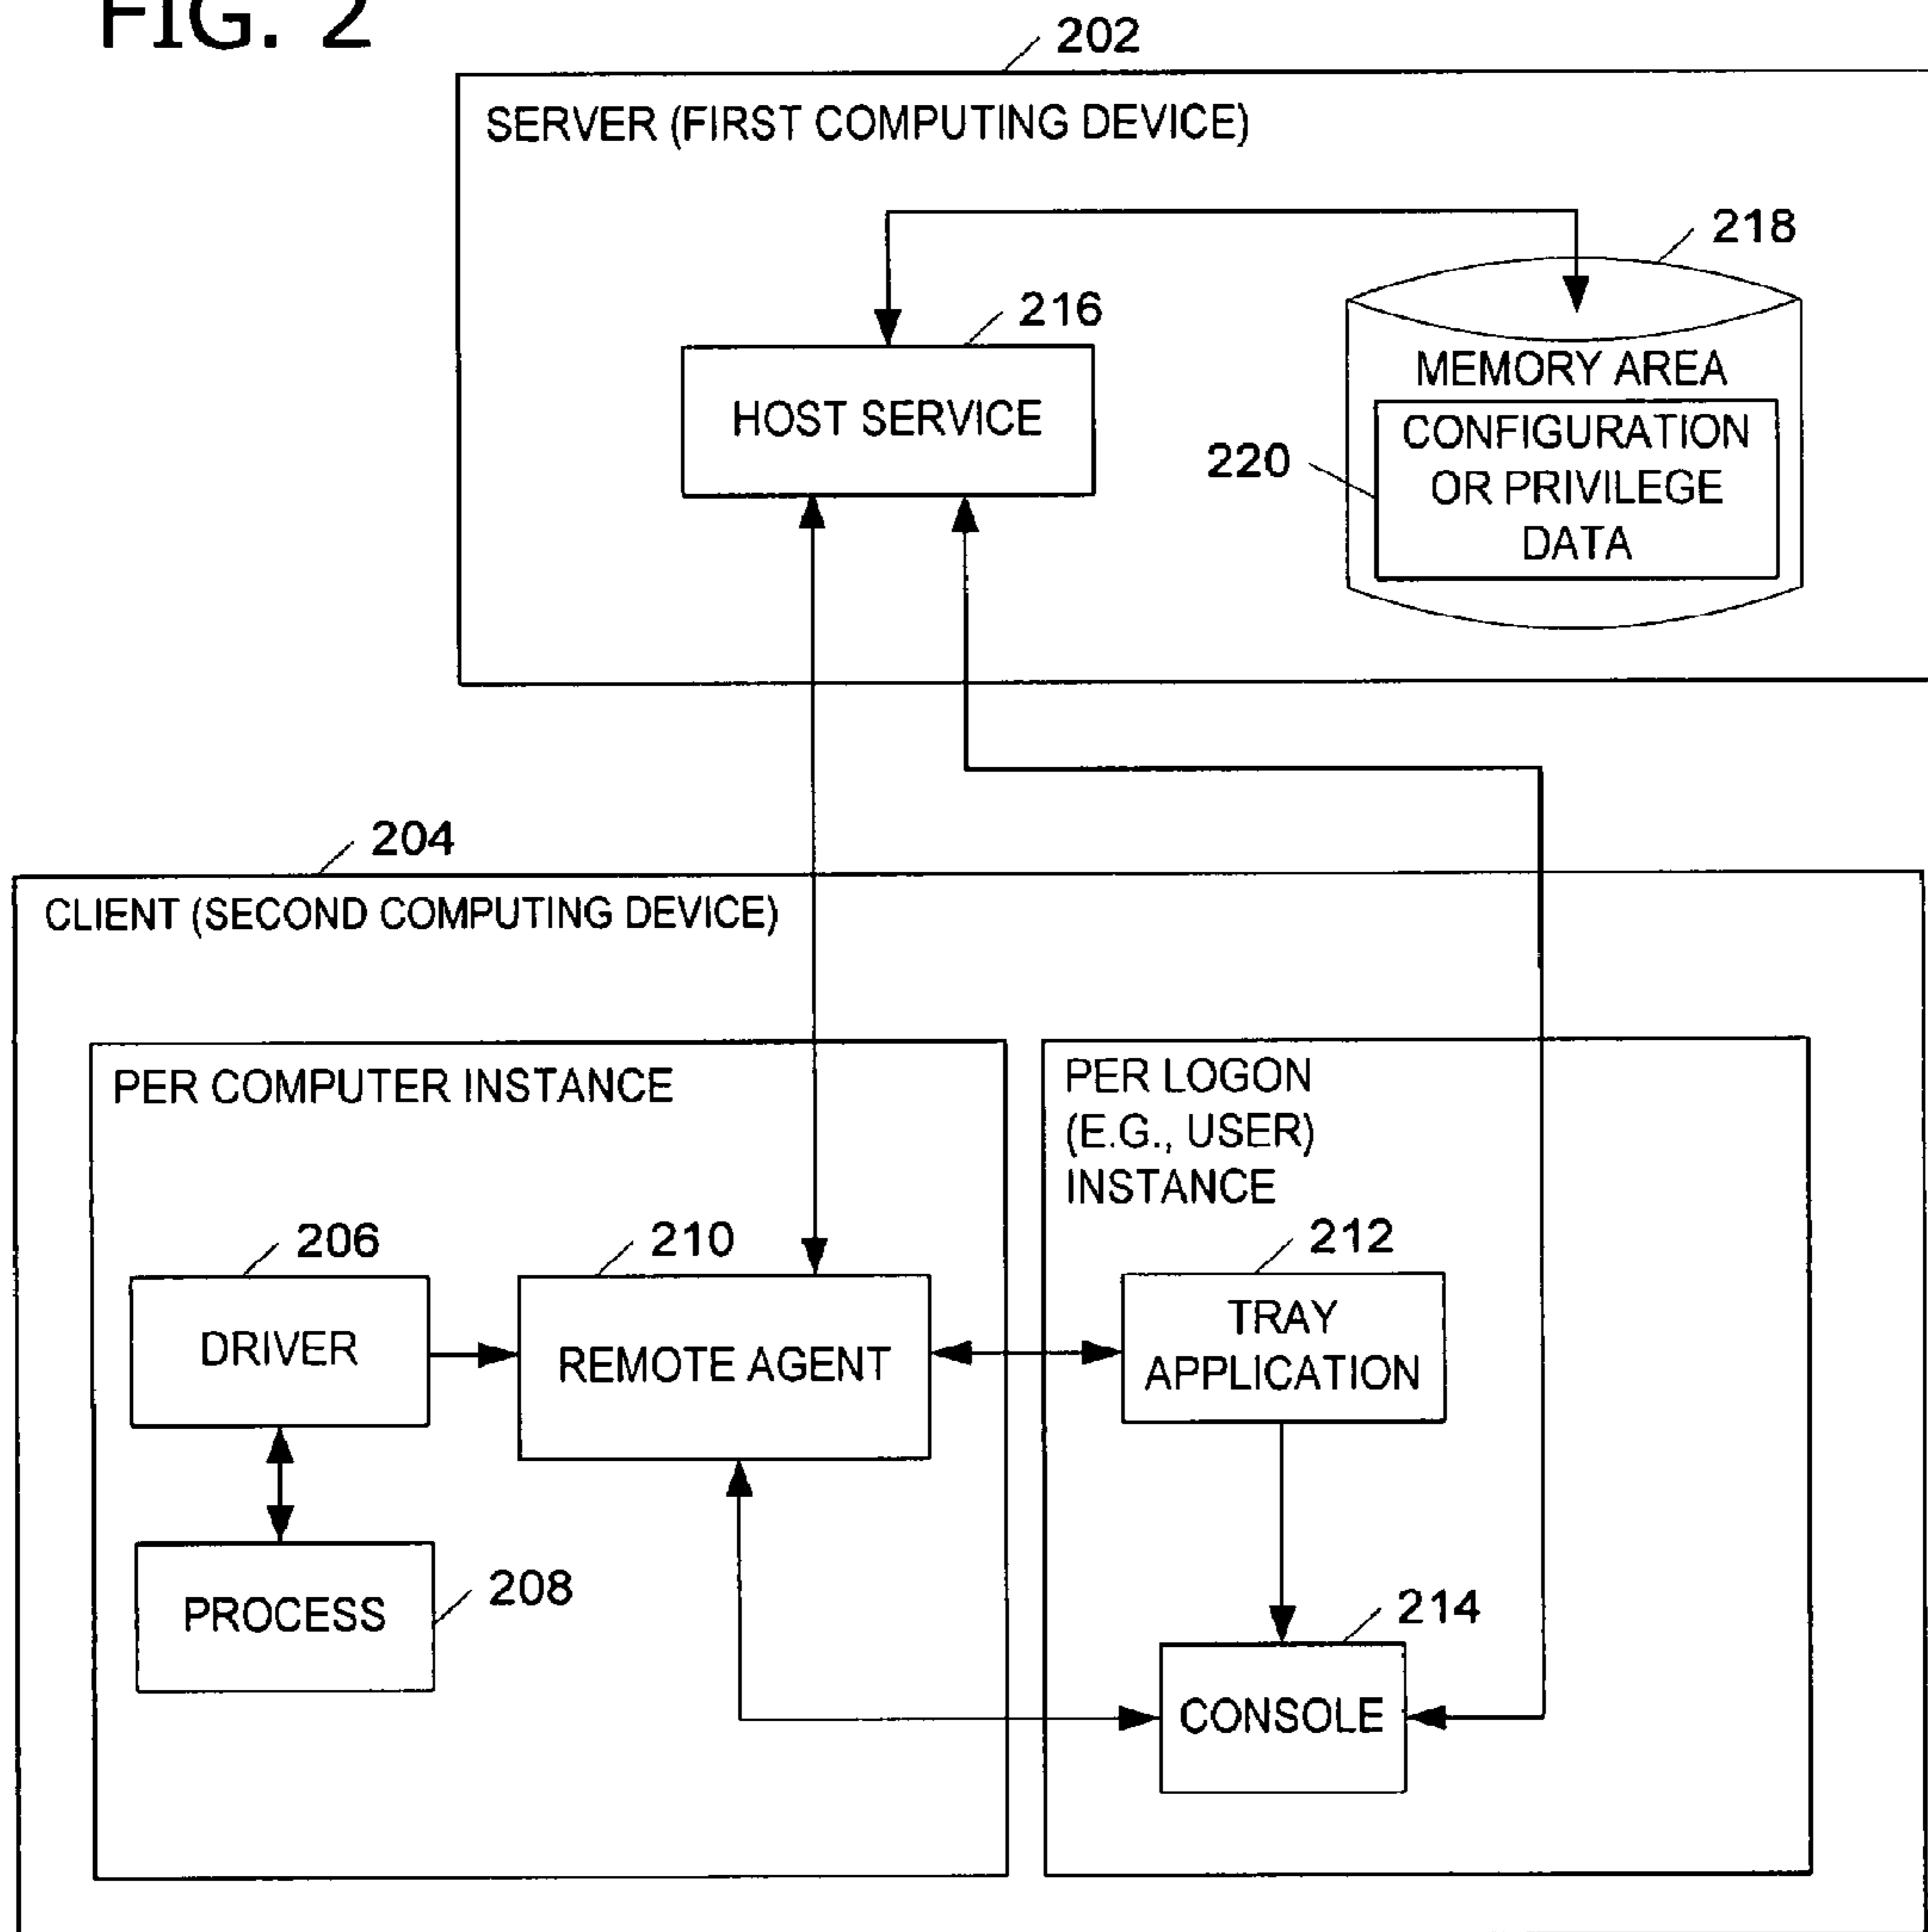 FIG. 2
202
SERVER (FIRST COMPUTING DEVICE)
218
216
MEMORY AREA
HOST SERVICE
CONFIGURATION
OR PRIVILEGE
DATA
220
204
CLIENT (SECOND COMPUTING DEVICE)
PER COMPUTER INSTANCE
PER LOGON
(E.G., USER)
INSTANCE
206
210
212
DRIVER
REMOTE AGENT
TRAY
APPLICATION
208
PROCESS
214
CONSOLE